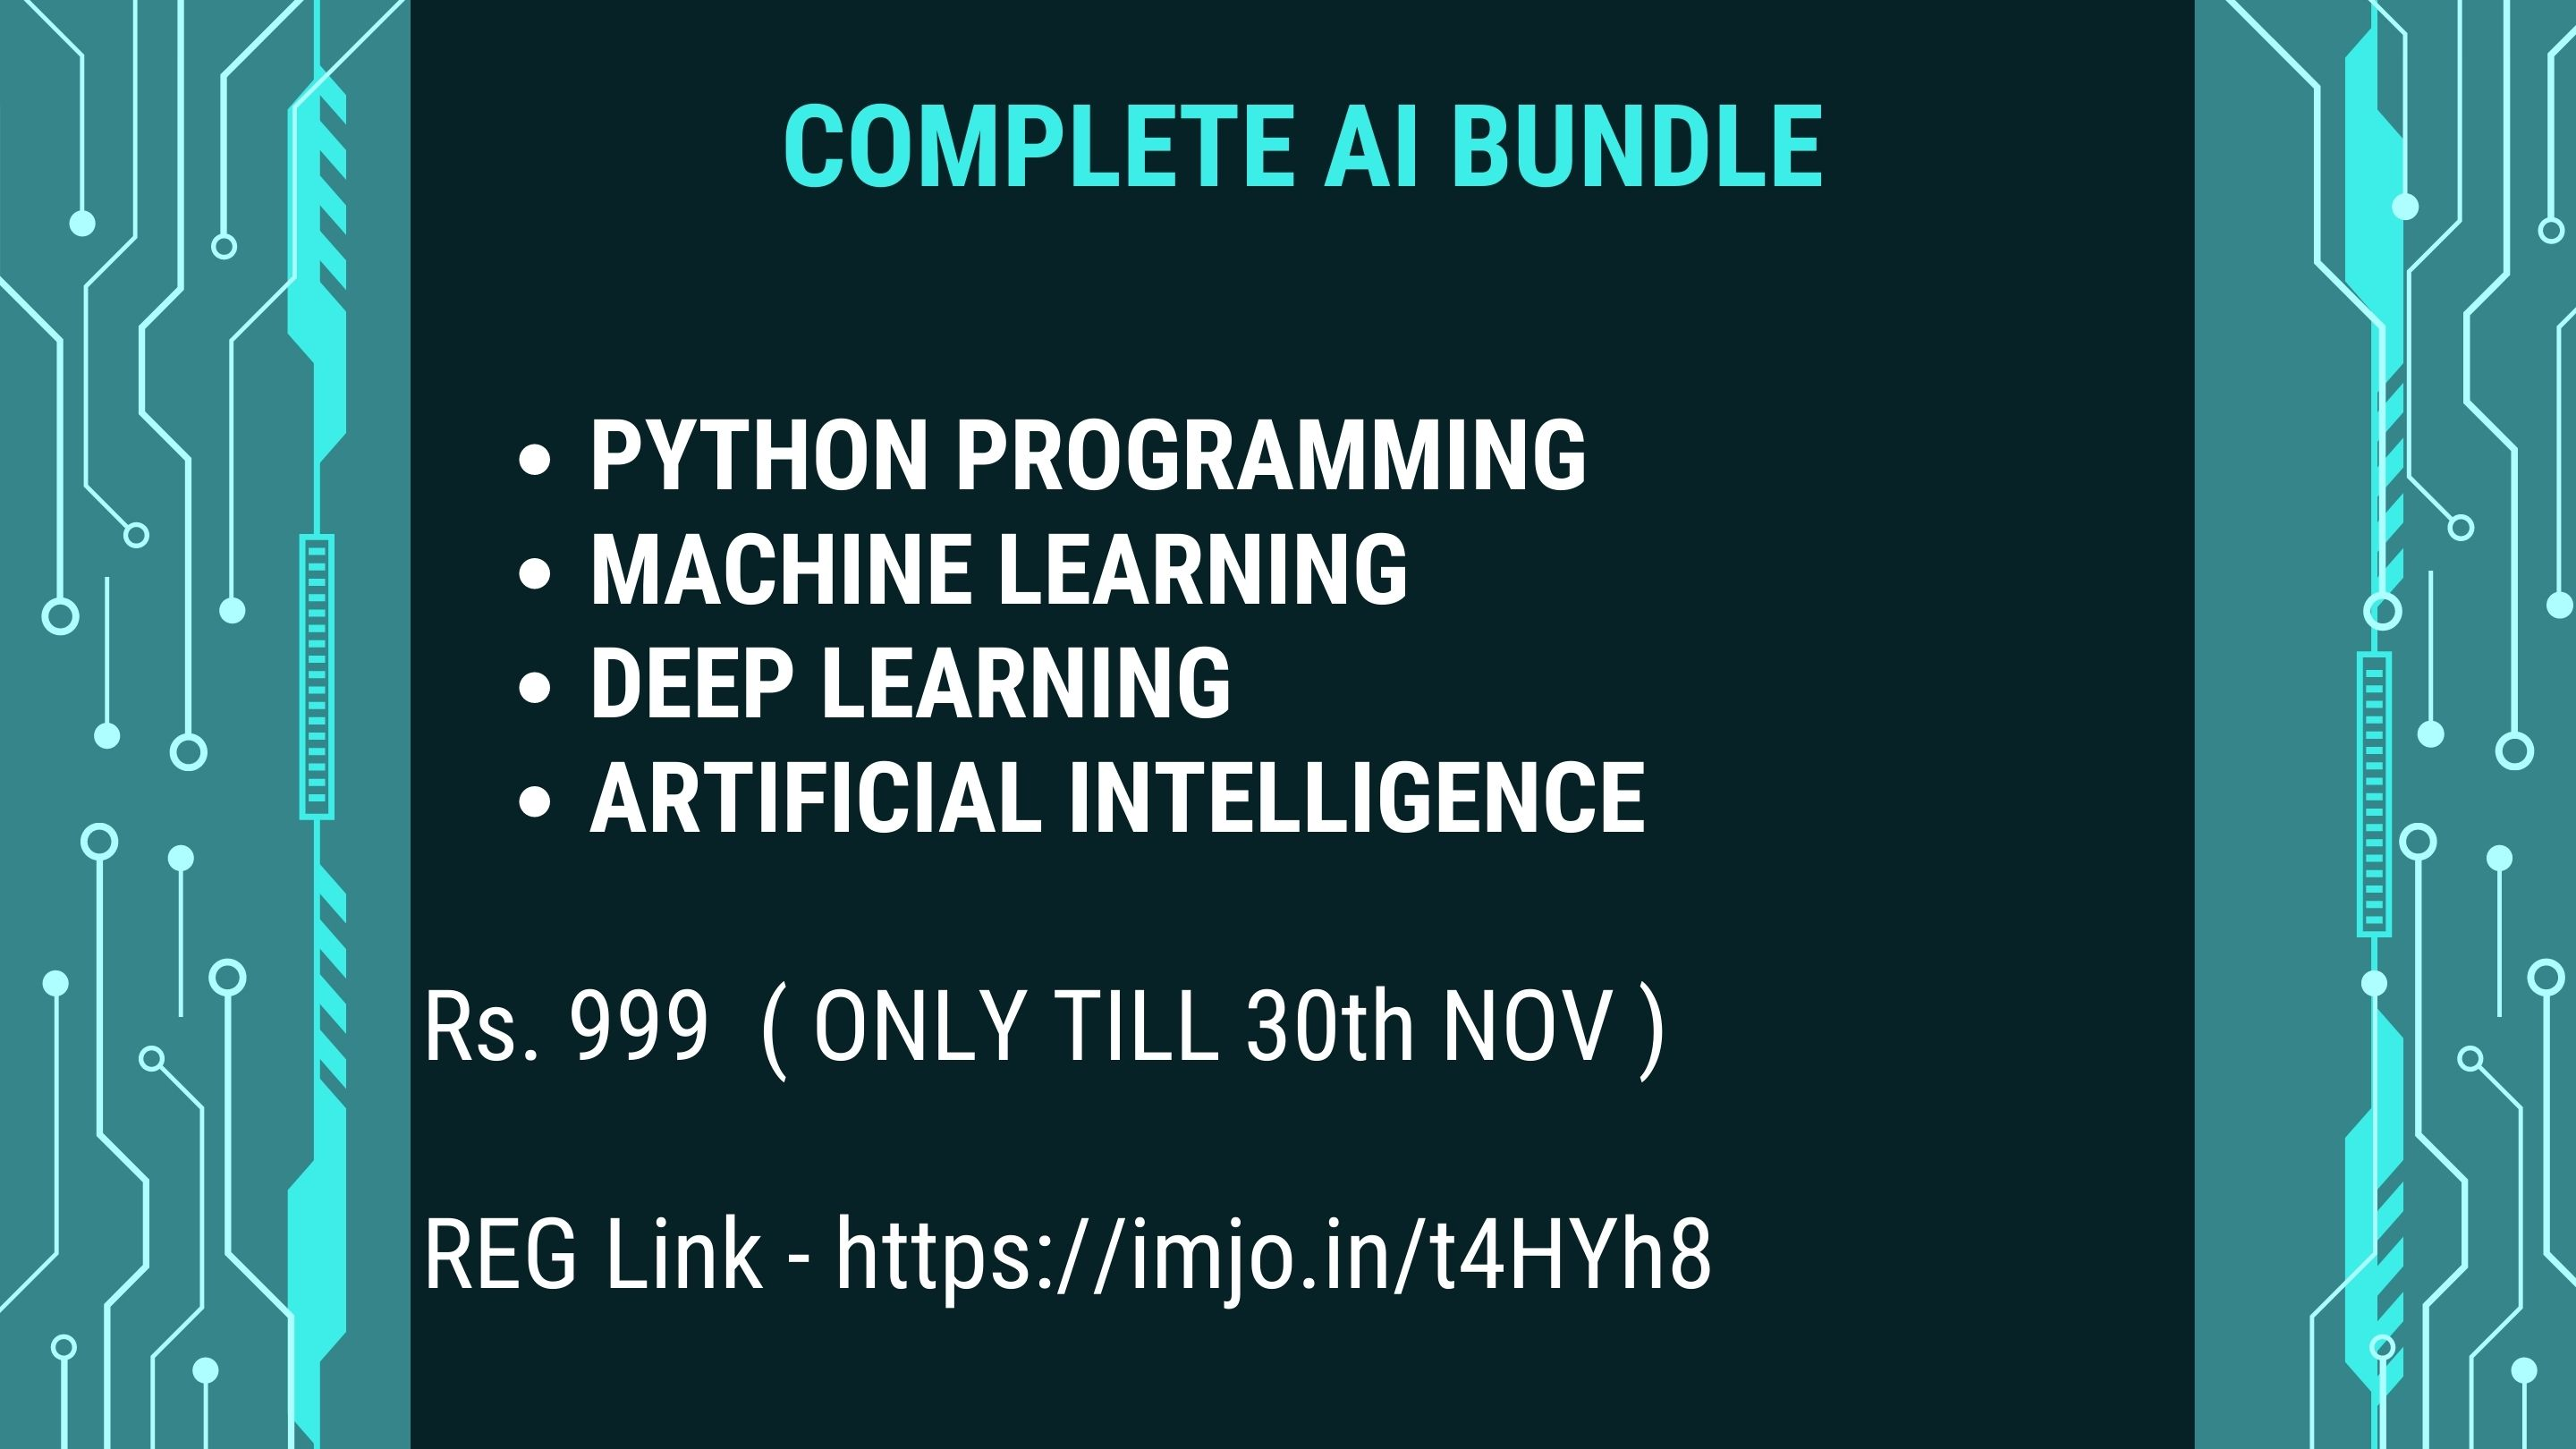 COMPLETE AI BUNDLE
• PYTHON PROGRAMMING
• MACHINE LEARNING
• DEEP LEARNING
• ARTIFICIAL INTELLIGENCE
Rs. 999 ( ONLY TILL 30th NOV )
REG Link - https://imjo.in/t4HYh8